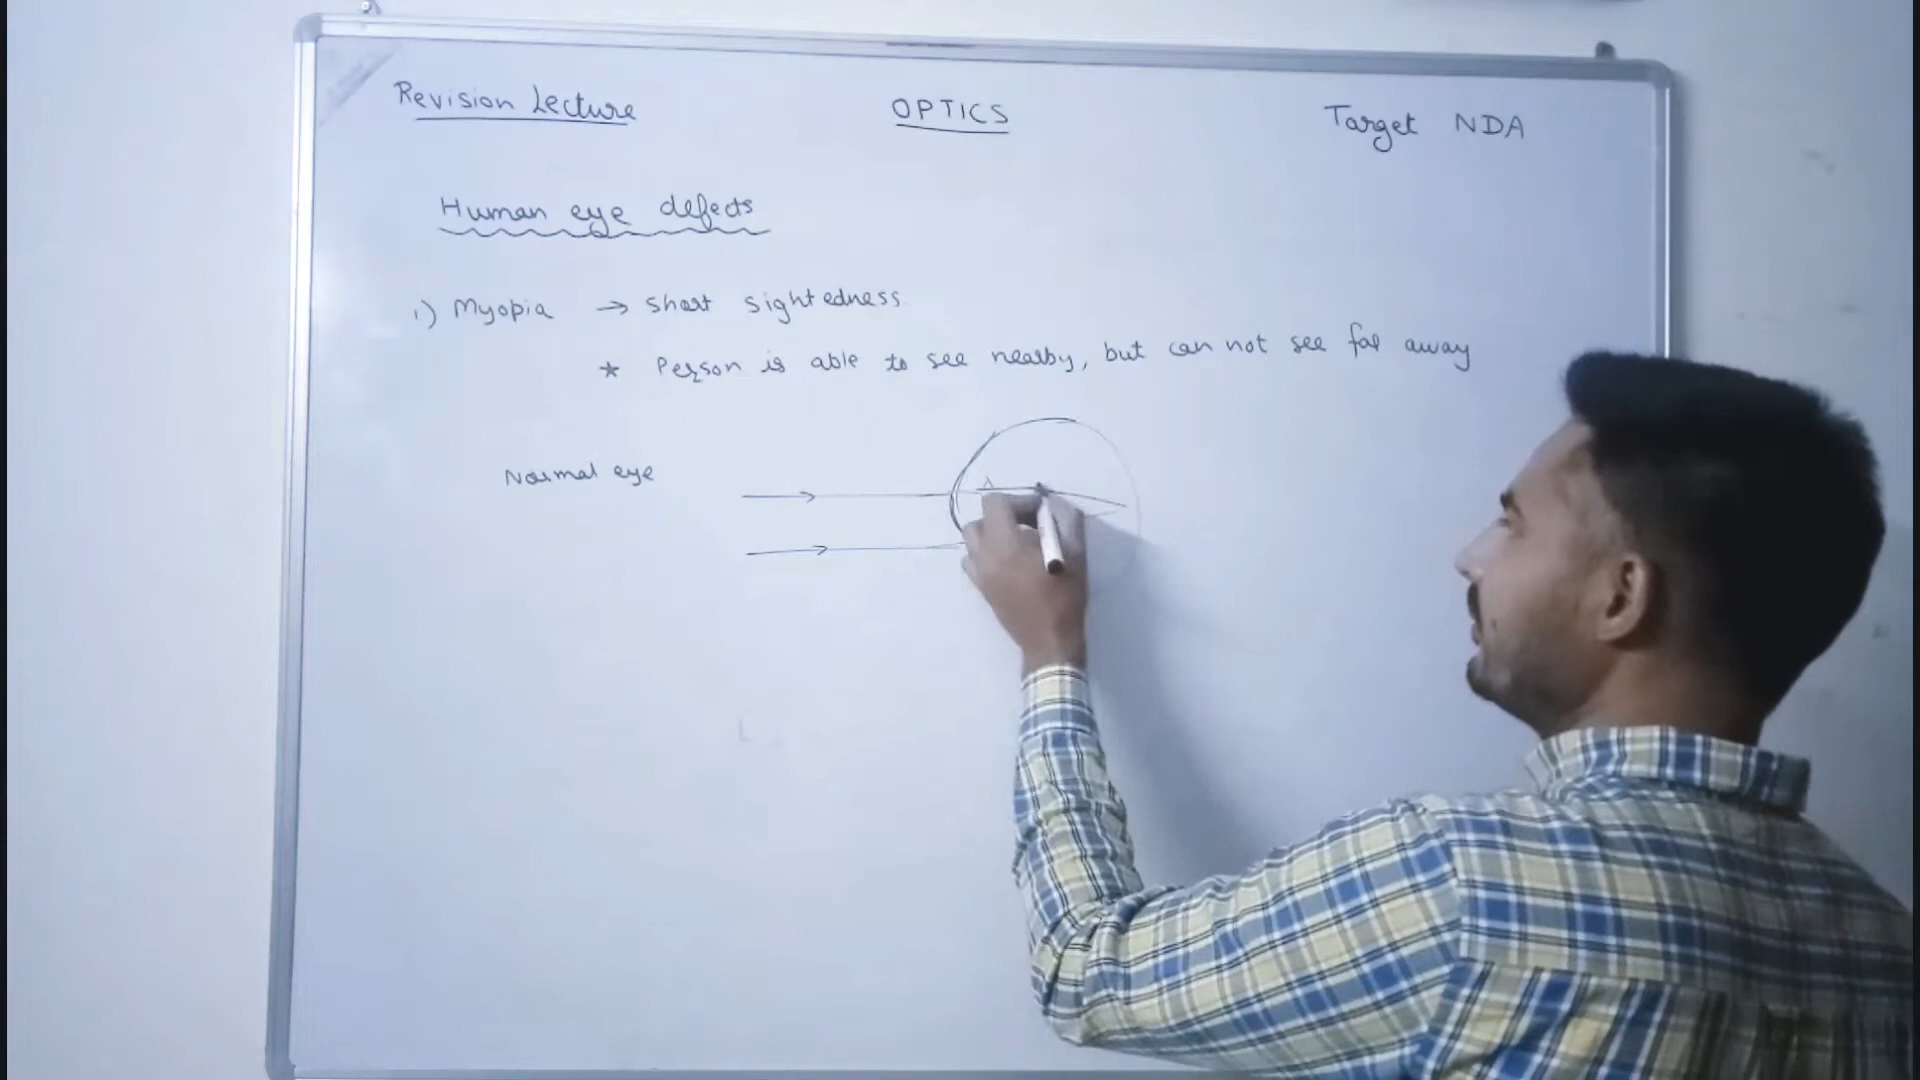 Revision Lecture
OPTICS
Target NDA
Human eye defects
1) Myopia → short sightedness
* Person is able to see nearby, but can not see far away
Normal eye